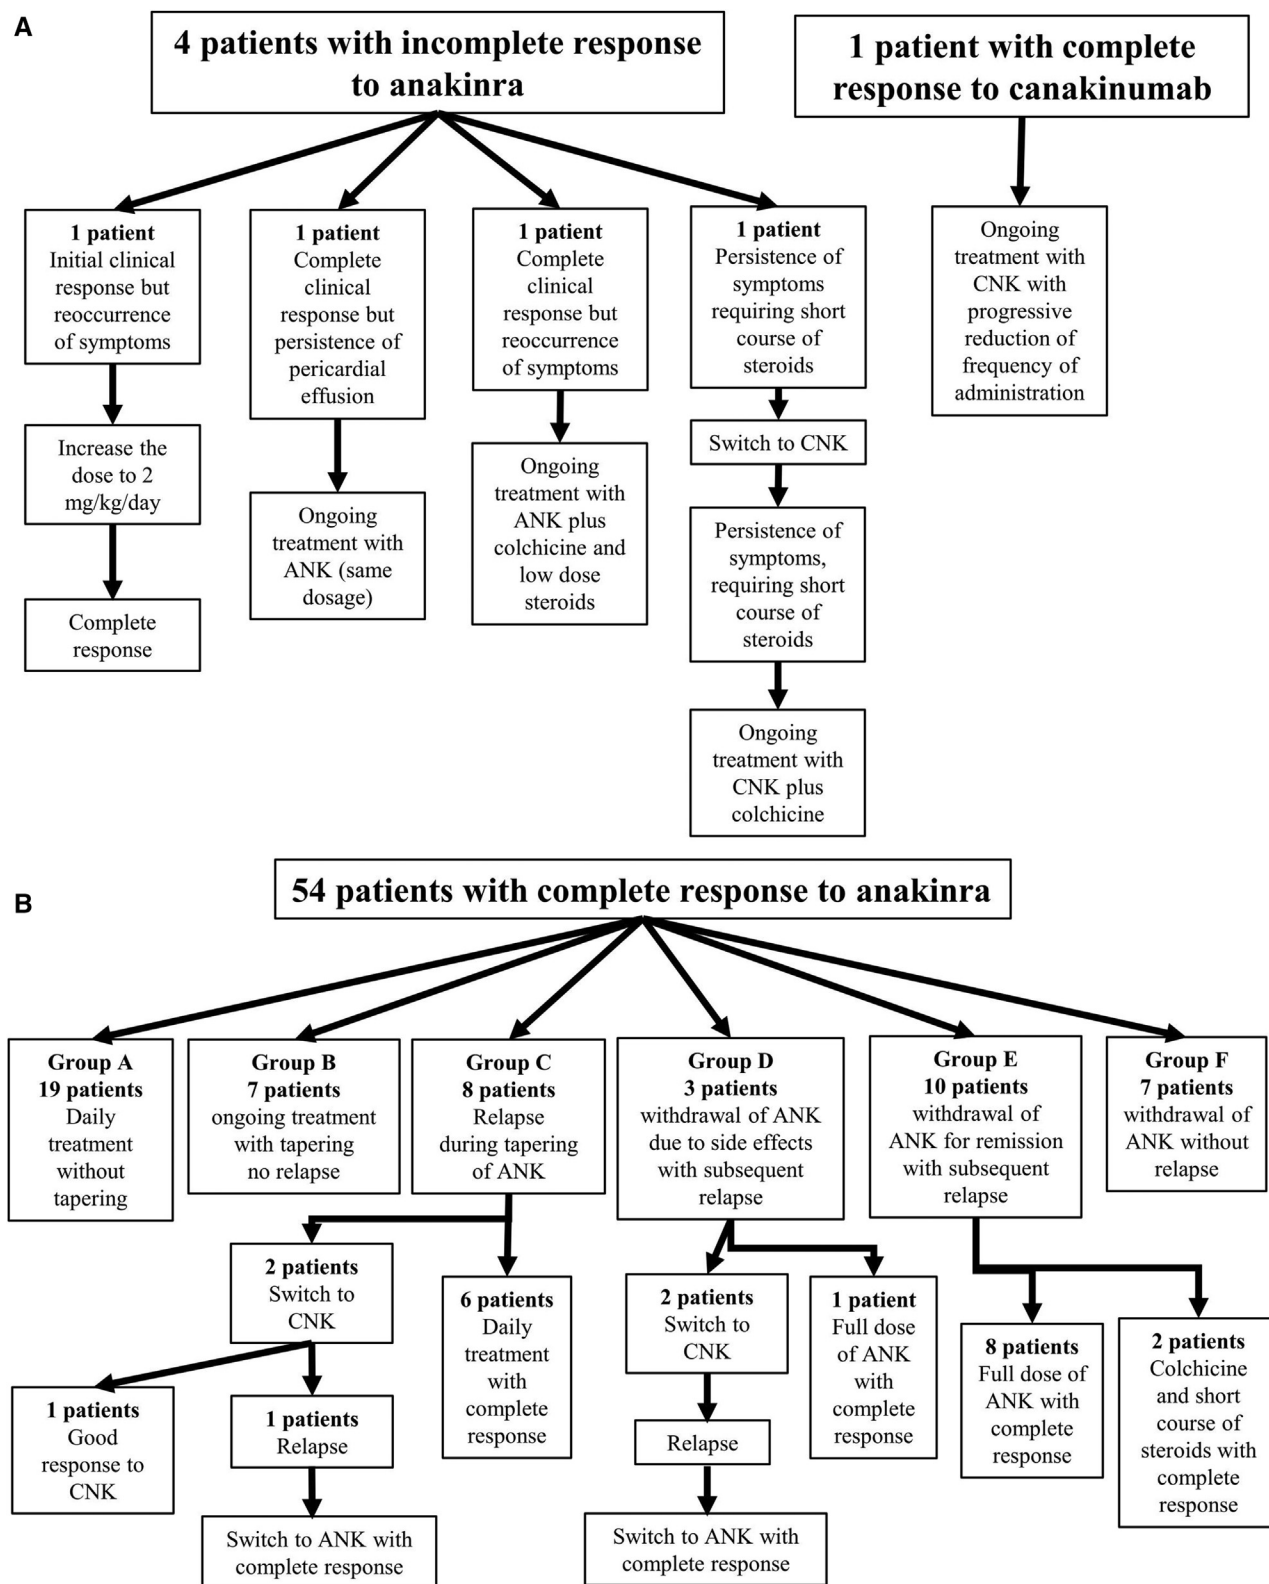 A
4 patients with incomplete response
to anakinra
1 patient with complete
response to canakinumab
1 patient
Initial clinical
response but
reoccurrence
of symptoms
Increase the
dose to 2
mg/kg/day
Complete
response
1 patient
Complete
clinical
response but
persistence of
pericardial
effusion
Ongoing
treatment with
ANK (same
dosage)
1 patient
Complete
clinical
response but
reoccurrence
of symptoms
Ongoing
treatment with
ANK plus
colchicine and
low dose
steroids
1 patient
Persistence of
symptoms
requiring short
course of
steroids
Switch to CNK
Persistence of
symptoms,
requiring short
course of
steroids
Ongoing
treatment with
CNK plus
colchicine
Ongoing
treatment with
CNK with
progressive
reduction of
frequency of
administration
B
54 patients with complete response to anakinra
Group A
19 patients
Daily
treatment
without
tapering
Group B
7 patients
ongoing treatment
with tapering
no relapse
Group C
8 patients
Relapse
during tapering
of ANK
Group D
3 patients
withdrawal of ANK
due to side effects
with subsequent
relapse
Group E
10 patients
withdrawal of
ANK for remission
with subsequent
relapse
Group F
7 patients
withdrawal of
ANK without
relapse
2 patients
Switch to
CNK
6 patients
Daily
treatment
with
complete
response
1 patients
Good
response to
CNK
1 patients
Relapse
Switch to ANK with
complete response
2 patients
Switch to
CNK
Relapse
Switch to ANK with
complete response
1 patient
Full dose
of ANK
with
complete
response
8 patients
Full dose of
ANK with
complete
response
2 patients
Colchicine
and short
course of
steroids with
complete
response